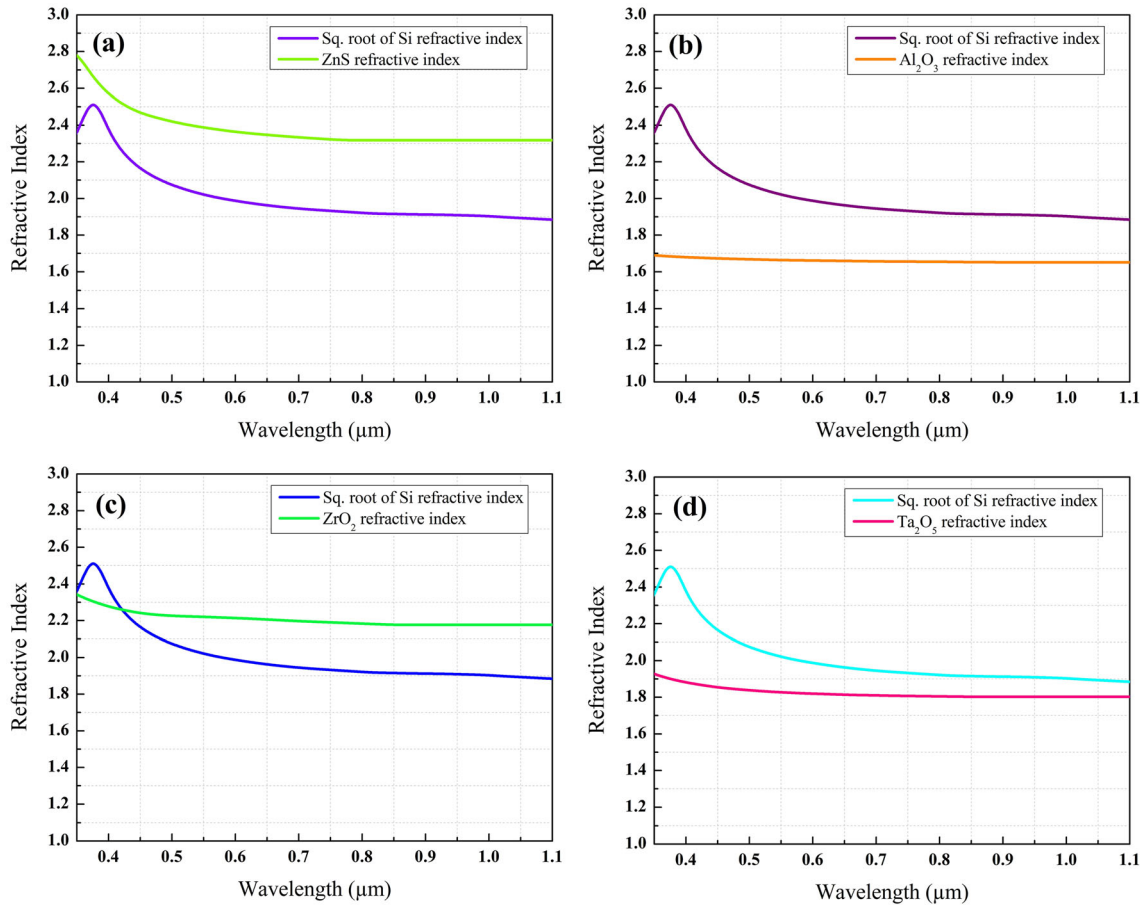 (a)
Sq. root of Si refractive index
ZnS refractive index
Refractive Index
3.0
2.8
2.6
2.4
2.2
2.0
1.8
1.6
1.4
1.2
1.0
0.4 0.5 0.6 0.7 0.8 0.9 1.0 1.1
Wavelength (µm)
(b)
Sq. root of Si refractive index
Al₂O₃ refractive index
Refractive Index
3.0
2.8
2.6
2.4
2.2
2.0
1.8
1.6
1.4
1.2
1.0
0.4 0.5 0.6 0.7 0.8 0.9 1.0 1.1
Wavelength (µm)
(c)
Sq. root of Si refractive index
ZrO₂ refractive index
Refractive Index
3.0
2.8
2.6
2.4
2.2
2.0
1.8
1.6
1.4
1.2
1.0
0.4 0.5 0.6 0.7 0.8 0.9 1.0 1.1
Wavelength (µm)
(d)
Sq. root of Si refractive index
Ta₂O₅ refractive index
Refractive Index
3.0
2.8
2.6
2.4
2.2
2.0
1.8
1.6
1.4
1.2
1.0
0.4 0.5 0.6 0.7 0.8 0.9 1.0 1.1
Wavelength (µm)